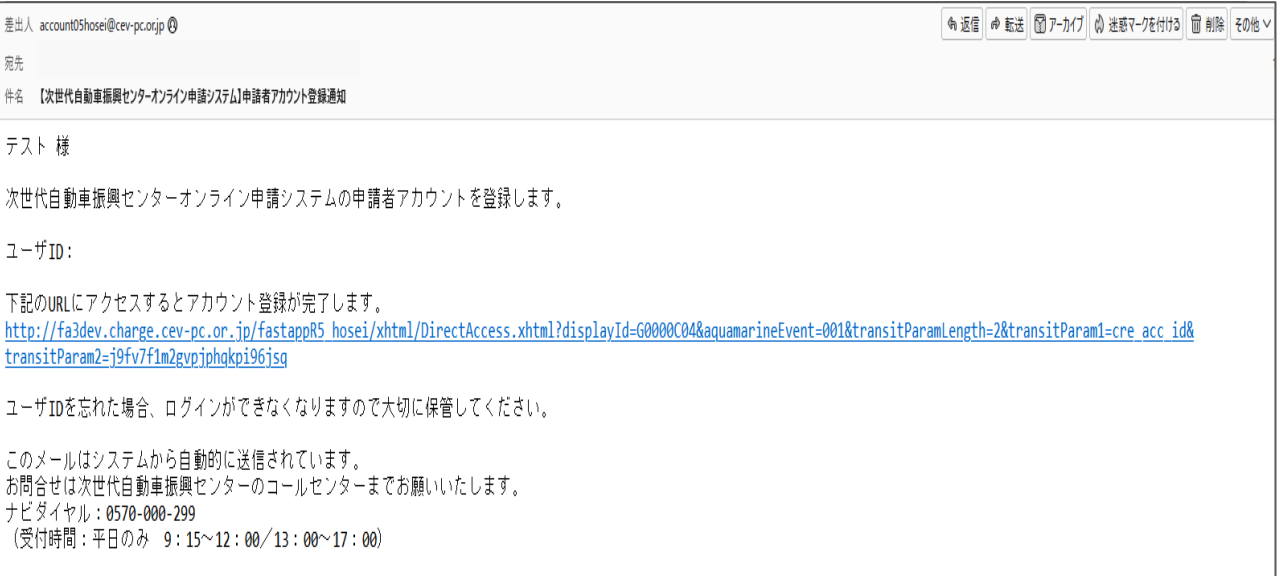 差出人 account05hosei@cev-pc.or.jp
返信 転送 アーカイブ 迷惑マークを付ける 削除 その他
宛先
件名 【次世代自動車振興センターオンライン申請システム】申請者アカウント登録通知
テスト 様
次世代自動車振興センターオンライン申請システムの申請者アカウントを登録します。
ユーザID:
下記のURLにアクセスするとアカウント登録が完了します。
http://fa3dev.charge.cev-pc.or.jp/fastappR5_hosei/xhtml/DirectAccess.xhtml?displayId=G0000C04&aquamarineEvent=001&transitParamLength=2&transitParam1=cre_acc_id&
transitParam2=j9fv7f1m2gvpjphqkpi96jsq
ユーザIDを忘れた場合、ログインができなくなりますので大切に保管してください。
このメールはシステムから自動的に送信されています。
お問合せは次世代自動車振興センターのコールセンターまでお願いいたします。
ナビダイヤル:0570-000-299
(受付時間:平日のみ 9:15~12:00/13:00~17:00)